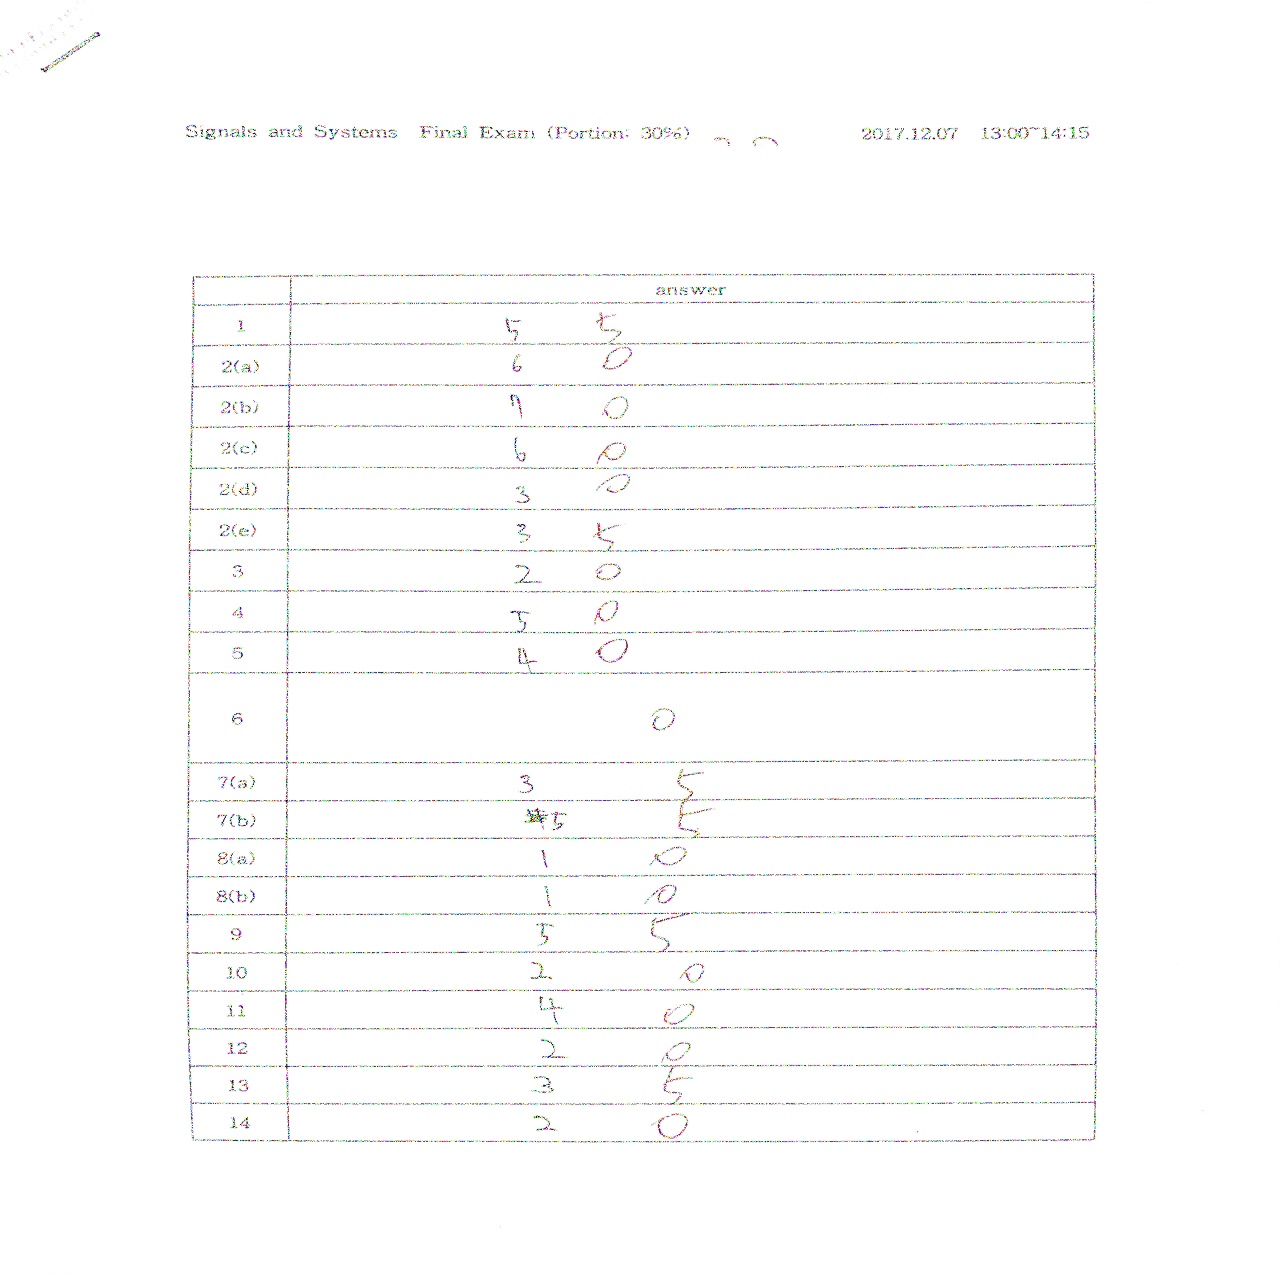 Signals and Systems Final Exam (Portion: 30%) 2017.12.07 13:00~14:15
answer
1 5 5
2(a) 6 0
2(b) 7 0
2(c) 6 0
2(d) 3 0
2(e) 3 5
3 2 0
4 5 0
5 4 0
6 0
7(a) 3 5
7(b) 5 5
8(a) 1 0
8(b) 1 0
9 5 5
10 2 0
11 4 0
12 2 0
13 3 5
14 2 0